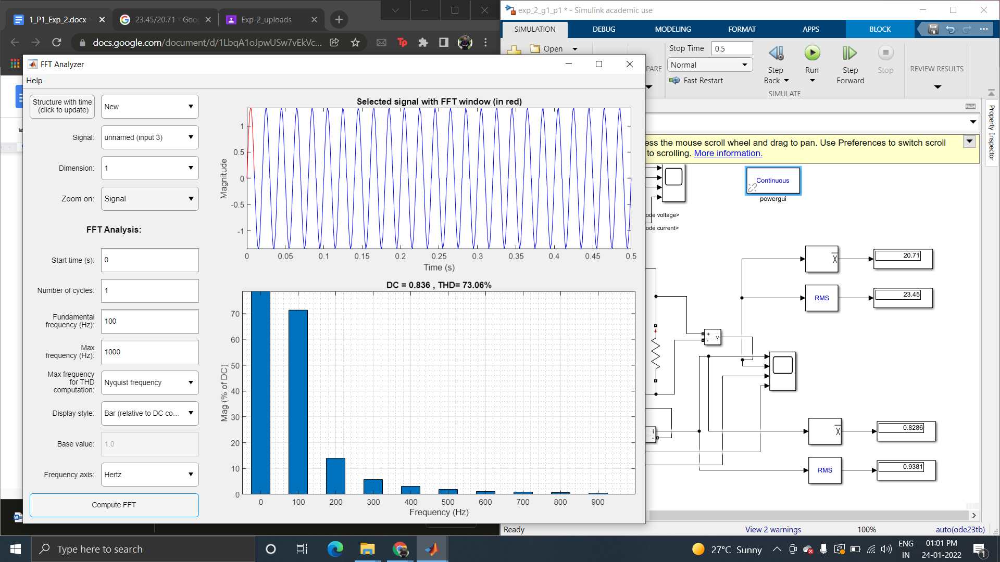 1_P1_Exp_2.docx -
23.45/20.71 - Goo
Exp-2_uploads
docs.google.com/document/d/1LbqA1oJpwUSw7vEkVc...
exp_2_g1_p1 * - Simulink academic use
SIMULATION
DEBUG
MODELING
FORMAT
APPS
BLOCK
Open
PARE
Stop Time
0.5
Normal
Fast Restart
Step
Back
Run
Step
Forward
Stop
SIMULATE
REVIEW RESULTS
Property Inspector
FFT Analyzer
Help
Structure with time
(click to update)
New
Signal:
unnamed (input 3)
Dimension:
1
Zoom on:
Signal
FFT Analysis:
Start time (s):
0
Number of cycles:
1
Fundamental
frequency (Hz):
100
Max
frequency (Hz):
1000
Max frequency
for THD
computation:
Nyquist frequency
Display style:
Bar (relative to DC co...
Base value:
1.0
Frequency axis:
Hertz
Compute FFT
Selected signal with FFT window (in red)
1
0.5
0
-0.5
-1
Magnitude
0 0.05 0.1 0.15 0.2 0.25 0.3 0.35 0.4 0.45 0.5
Time (s)
DC = 0.836 , THD= 73.06%
70
60
50
40
30
20
10
0
Mag (% of DC)
0 100 200 300 400 500 600 700 800 900
Frequency (Hz)
ess the mouse scroll wheel and drag to pan. Use Preferences to switch scroll
to scrolling. More information.
Continuous
powergui
ode voltage>
ode current>
X
20.71
RMS
23.45
+
-
v
i
-
X
0.8286
RMS
0.9381
Ready
View 2 warnings
100%
auto(ode23tb)
Type here to search
27°C Sunny
ENG
IN
01:01 PM
24-01-2022
1